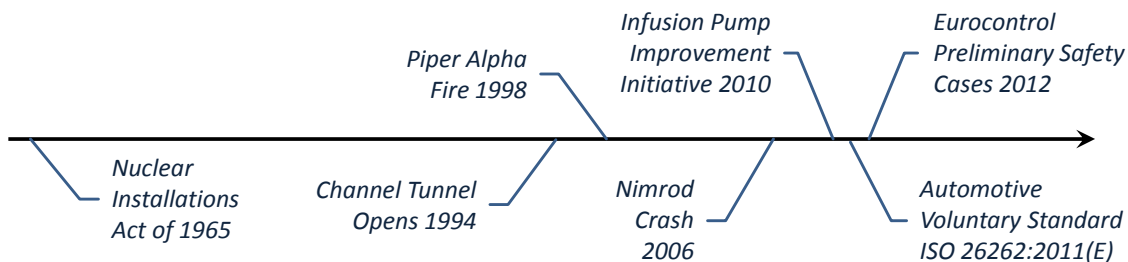 Piper Alpha
Fire 1998
Infusion Pump
Improvement
Initiative 2010
Eurocontrol
Preliminary Safety
Cases 2012
Nuclear
Installations
Act of 1965
Channel Tunnel
Opens 1994
Nimrod
Crash
2006
Automotive
Voluntary Standard
ISO 26262:2011(E)